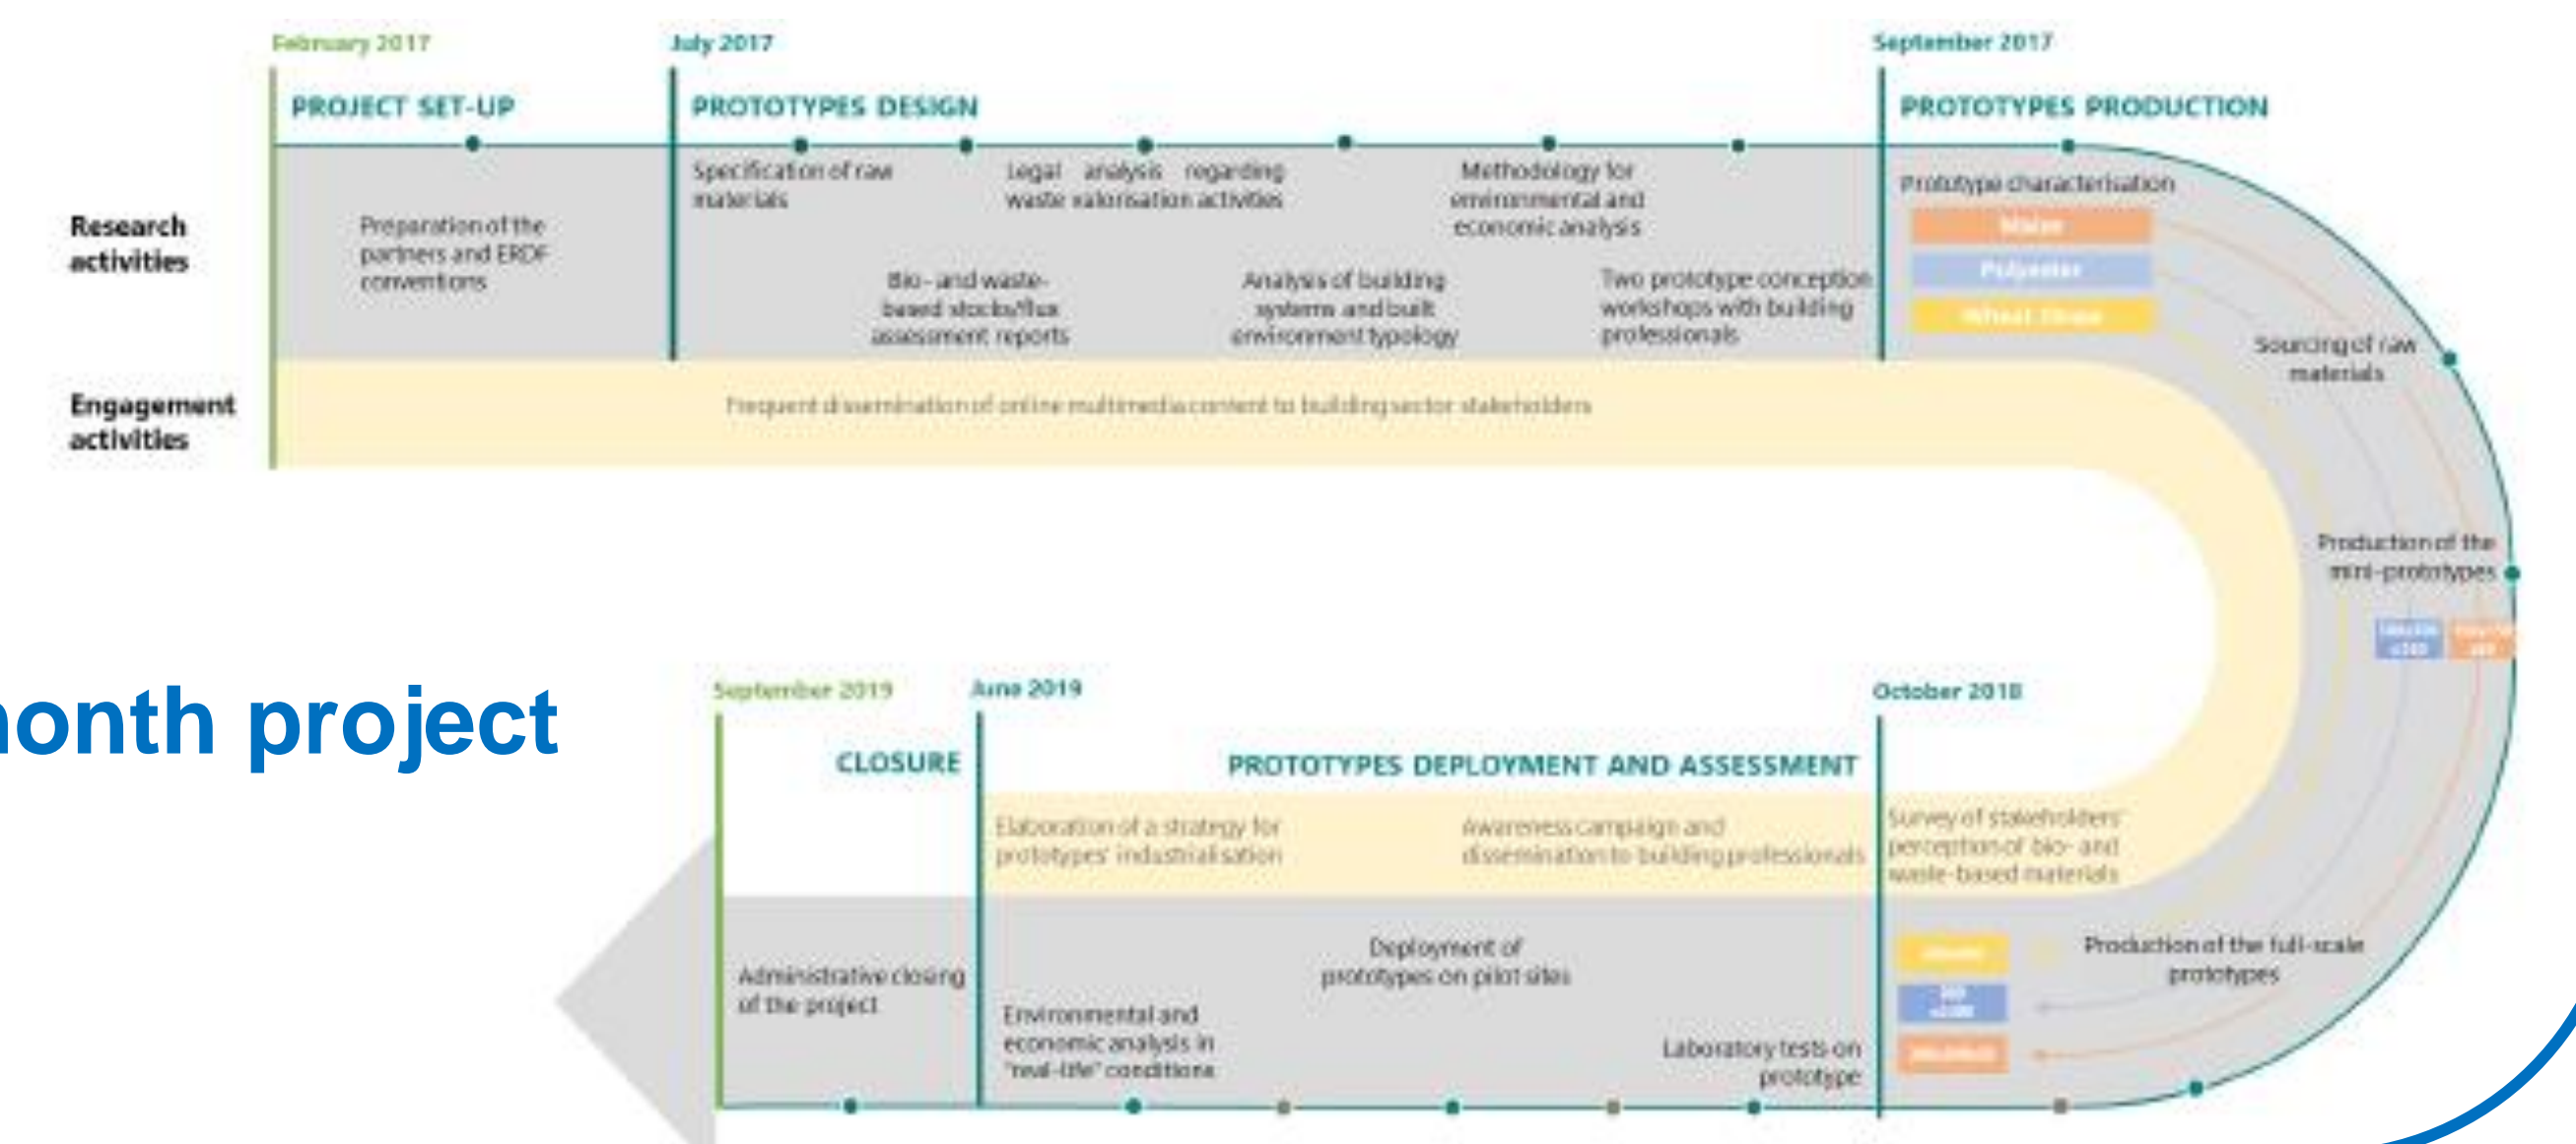 February 2017
July 2017
September 2017
PROJECT SET-UP
PROTOTYPES DESIGN
PROTOTYPES PRODUCTION
Research
activities
Preparation of the
partners and ERDF
conventions
Specification of raw
materials
Bio- and waste-
based stocks/flux
assessment reports
Legal analysis regarding
waste valorisation activities
Analysis of building
systems and built
environment typology
Methodology for
environmental and
economic analysis
Two prototype conception
workshops with building
professionals
Prototype characterisation
Maize
Polyester
Wheat Straw
Sourcing of raw
materials
Engagement
activities
Frequent dissemination of online multimedia content to building sector stakeholders
Production of the
mini-prototypes
month project
September 2019
June 2019
October 2018
CLOSURE
PROTOTYPES DEPLOYMENT AND ASSESSMENT
Elaboration of a strategy for
prototypes' industrialisation
Awareness campaign and
dissemination to building professionals
Survey of stakeholders'
perception of bio- and
waste-based materials
Administrative closing
of the project
Environmental and
economic analysis in
"real-life" conditions
Deployment of
prototypes on pilot sites
Laboratory tests on
prototype
Production of the full-scale
prototypes